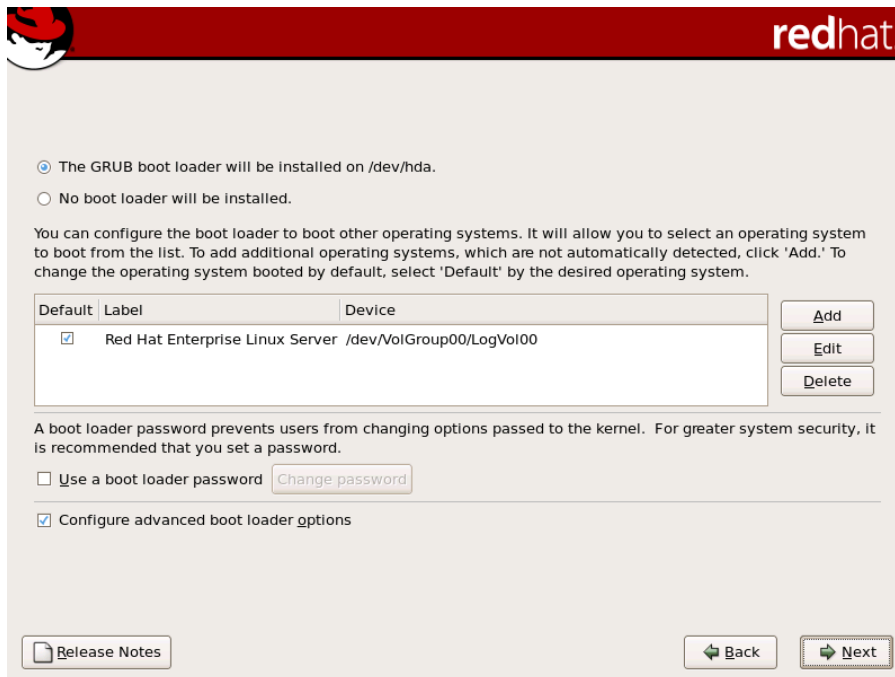 redhat
The GRUB boot loader will be installed on /dev/hda.
No boot loader will be installed.
You can configure the boot loader to boot other operating systems. It will allow you to select an operating system
to boot from the list. To add additional operating systems, which are not automatically detected, click 'Add.' To
change the operating system booted by default, select 'Default' by the desired operating system.
Default Label Device
Red Hat Enterprise Linux Server /dev/VolGroup00/LogVol00
Add
Edit
Delete
A boot loader password prevents users from changing options passed to the kernel. For greater system security, it
is recommended that you set a password.
Use a boot loader password Change password
Configure advanced boot loader options
Release Notes Back Next